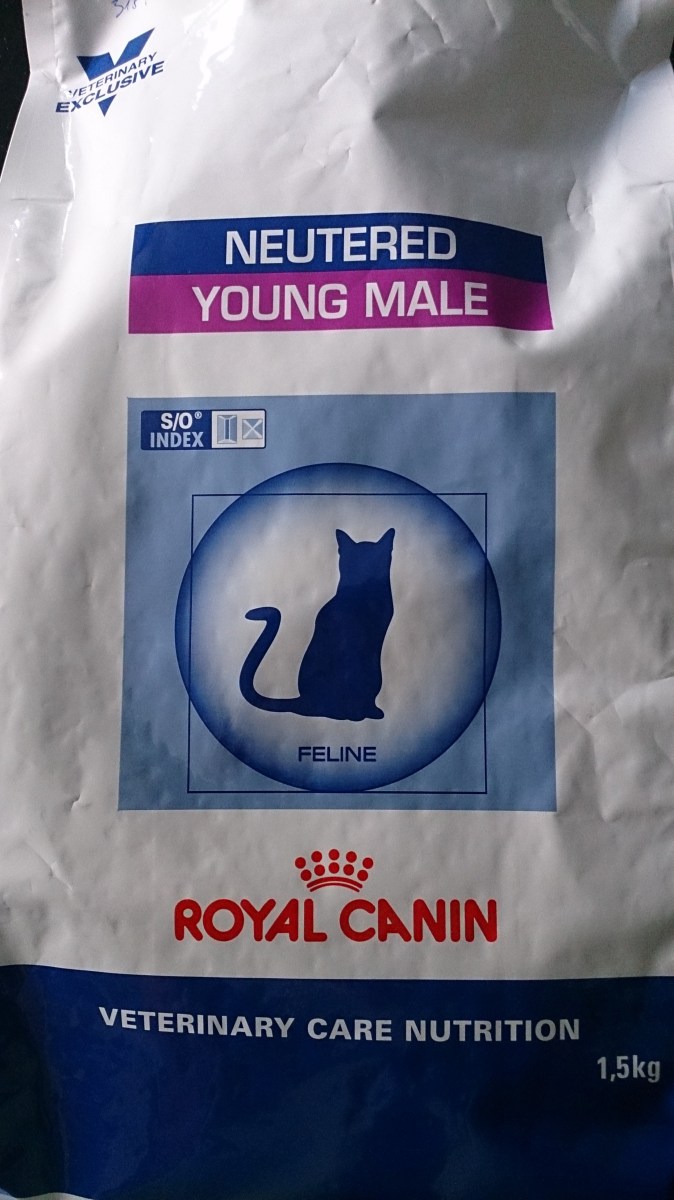 VETERINARY
EXCLUSIVE
NEUTERED
YOUNG MALE
S/O®
INDEX
FELINE
ROYAL CANIN
VETERINARY CARE NUTRITION
1,5kg